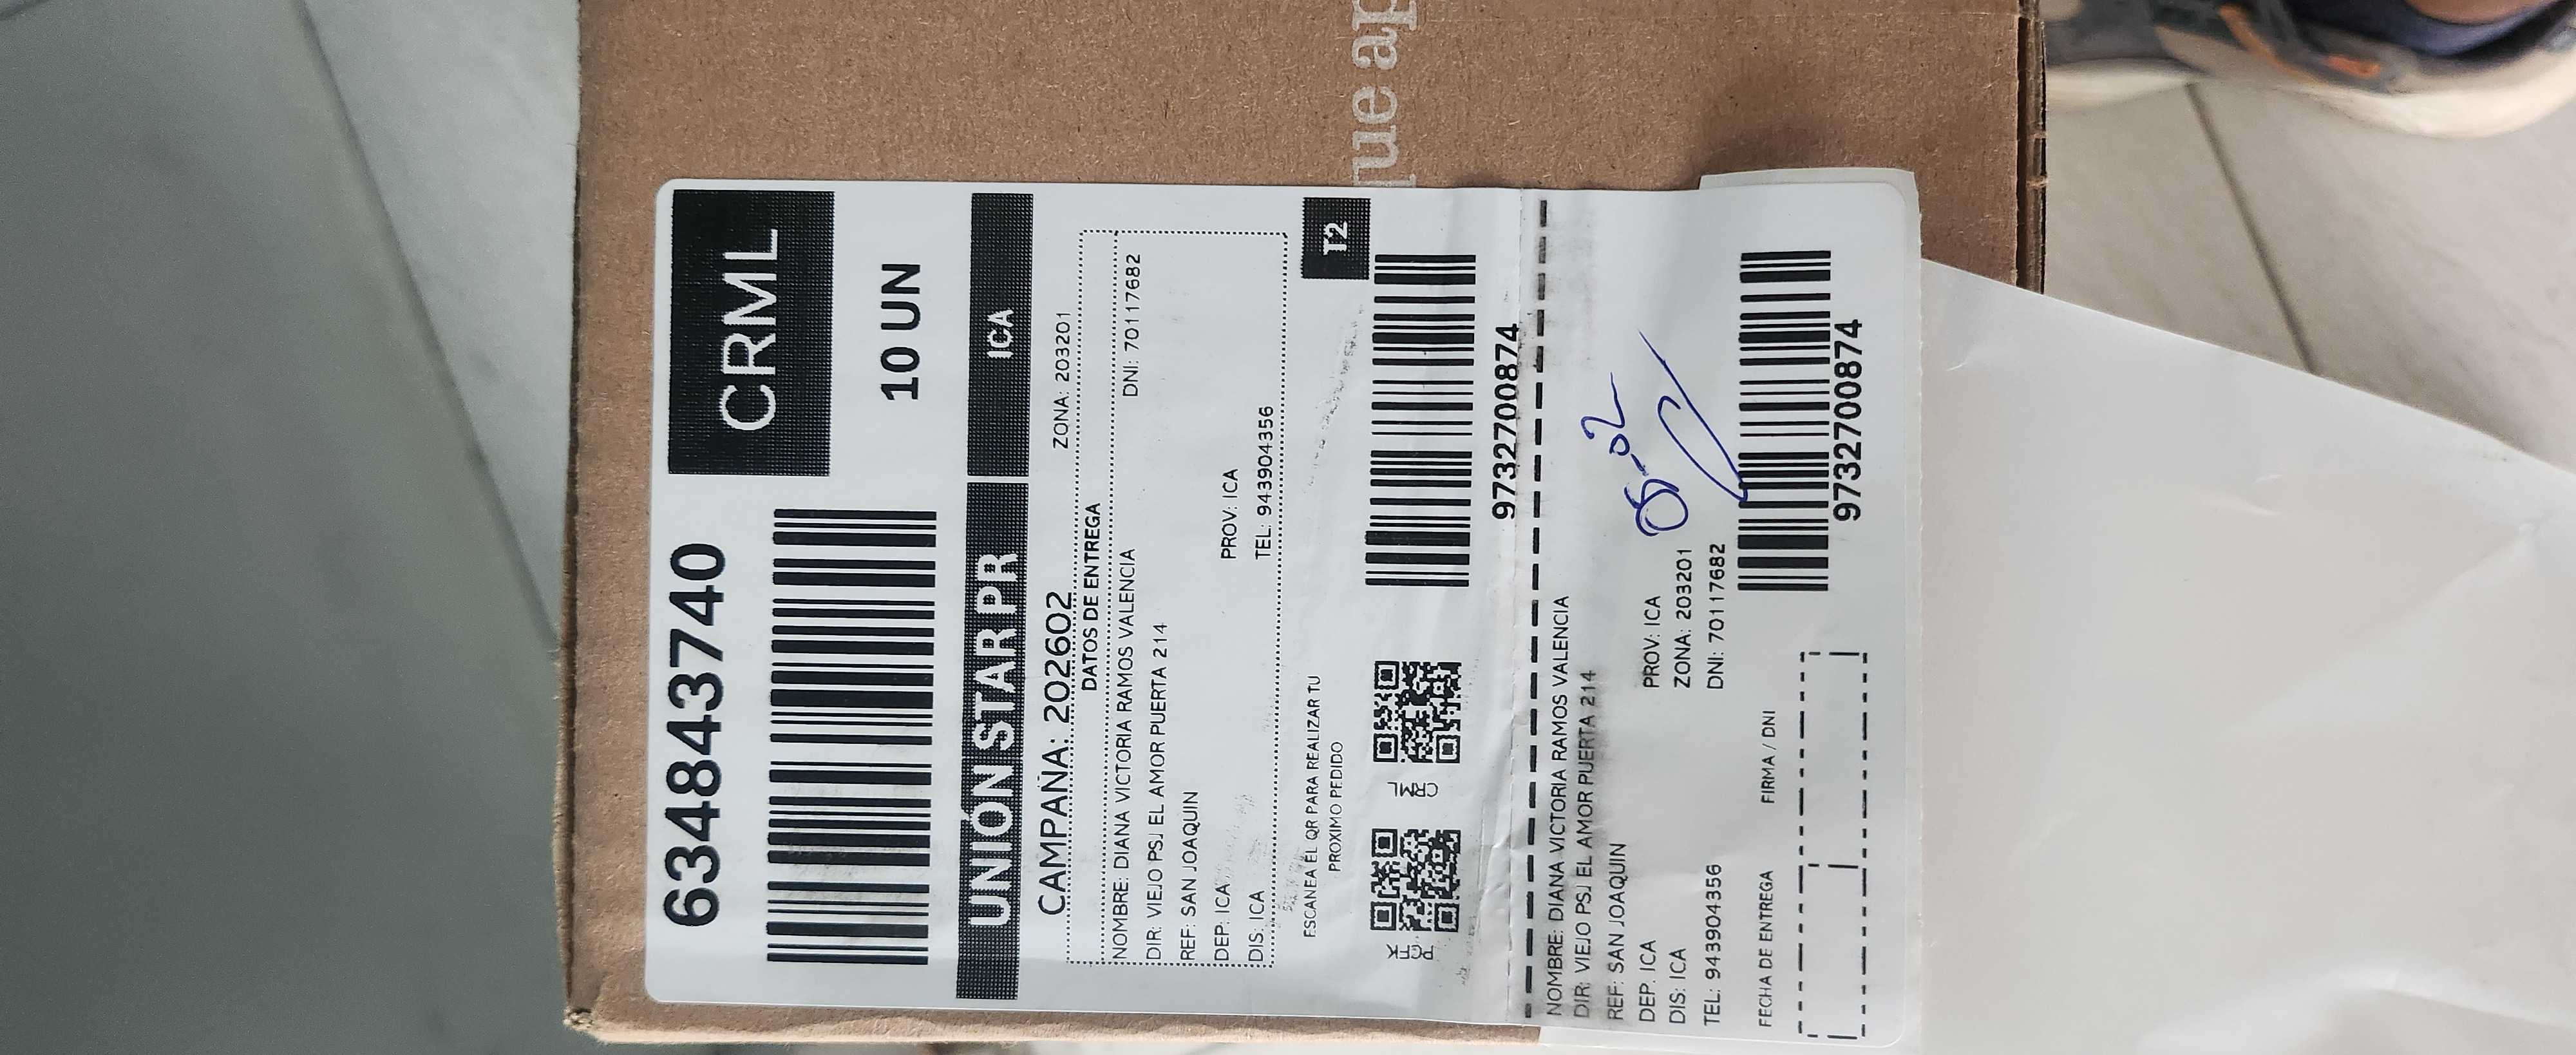 que ap
6348437​40
CRML
10 UN
UNIÓN STAR PR
ICA
CAMPAÑA: 202602
ZONA: 203201
DATOS DE ENTREGA
NOMBRE: DIANA VICTORIA RAMOS VALENCIA
DNI: 70117682
DIR: VIEJO PSJ EL AMOR PUERTA 214
REF: SAN JOAQUIN
DEP: ICA
PROV: ICA
DIS: ICA
TEL: 943904356
ESCANEA EL QR PARA REALIZAR TU
PROXIMO PEDIDO
T2
CRML
9732700874
NOMBRE: DIANA VICTORIA RAMOS VALENCIA
DIR: VIEJO PSJ EL AMOR PUERTA 214
REF: SAN JOAQUIN
DEP. ICA
PROV: ICA
DIS: ICA
ZONA: 203201
TEL: 943904356
DNI: 70117682
FECHA DE ENTREGA
FIRMA / DNI
9732700874